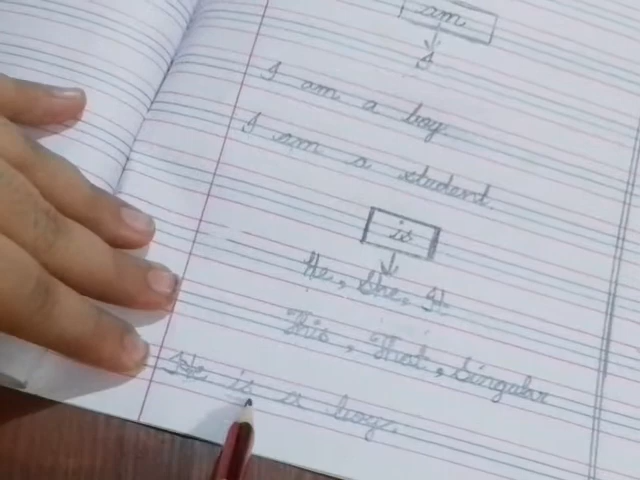 am
I
I am a boy.
I am a student.
is
He, She, It
This, That, Singular
He is a boy.